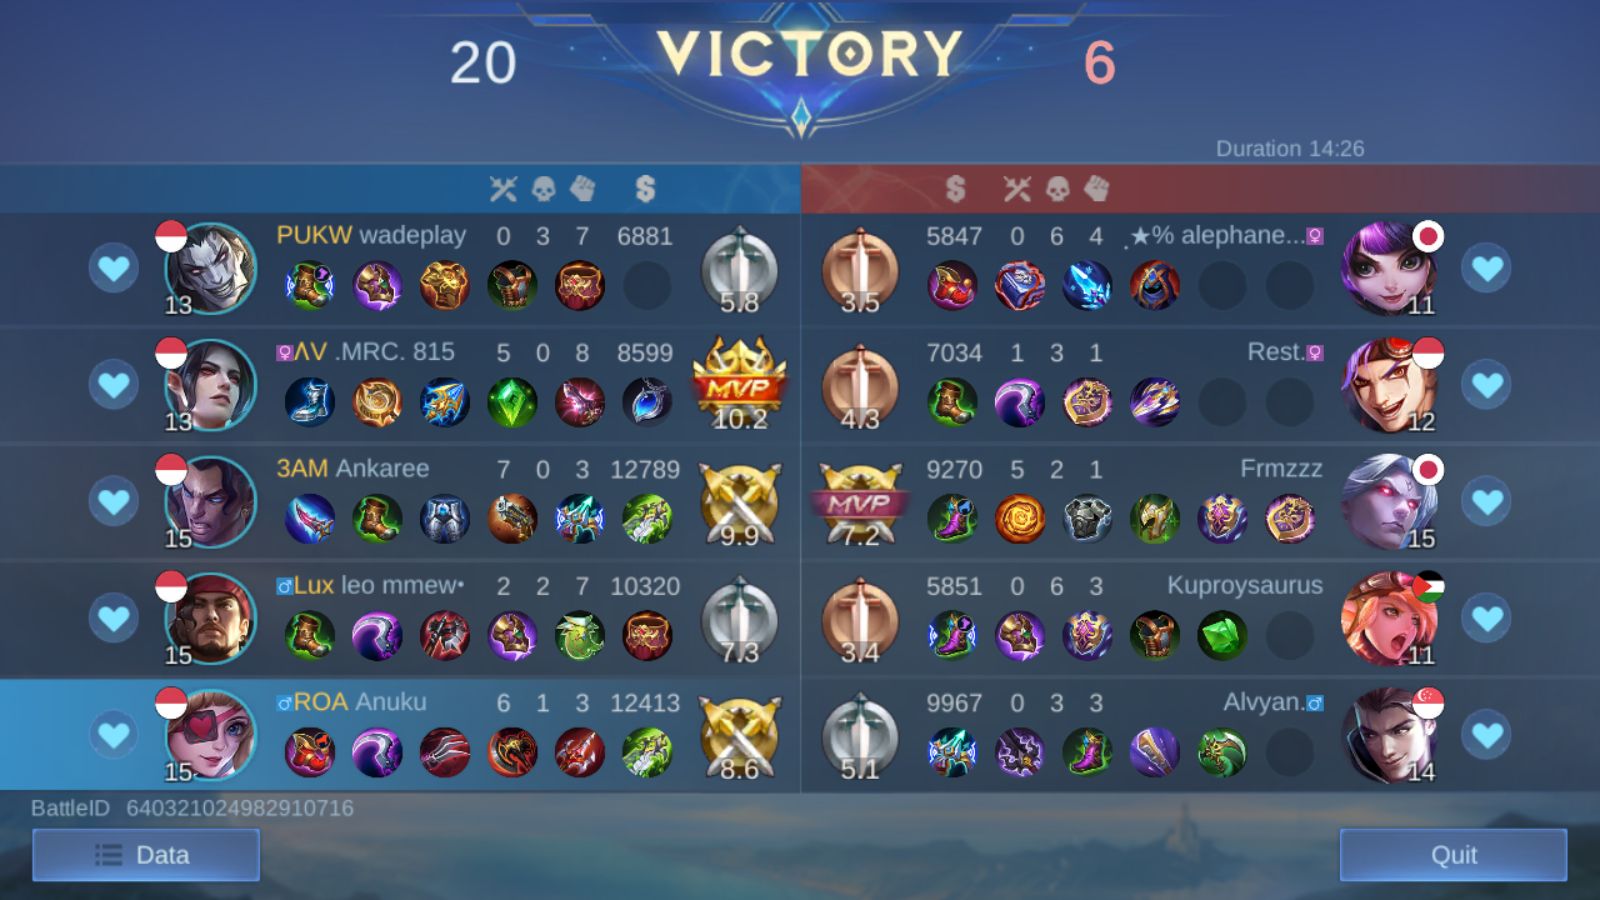 20 VICTORY 6
Duration 14:26
PUKW wadeplay 0 3 7 6881
13 5.8
5847 0 6 4 .★% alephane...♀
3.5 11
♀ΛV .MRC. 815 5 0 8 8599
13 MVP 10.2
7034 1 3 1 Rest.♀
4.3 12
3AM Ankaree 7 0 3 12789
15 9.9
9270 5 2 1 Frmzzz
MVP 7.2 15
♂Lux leo mmew• 2 2 7 10320
15 7.3
5851 0 6 3 Kuproysaurus
3.4 11
♂ROA Anuku 6 1 3 12413
15 8.6
9967 0 3 3 Alvyan.♂
5.1 14
BattleID 640321024982910716
Data
Quit